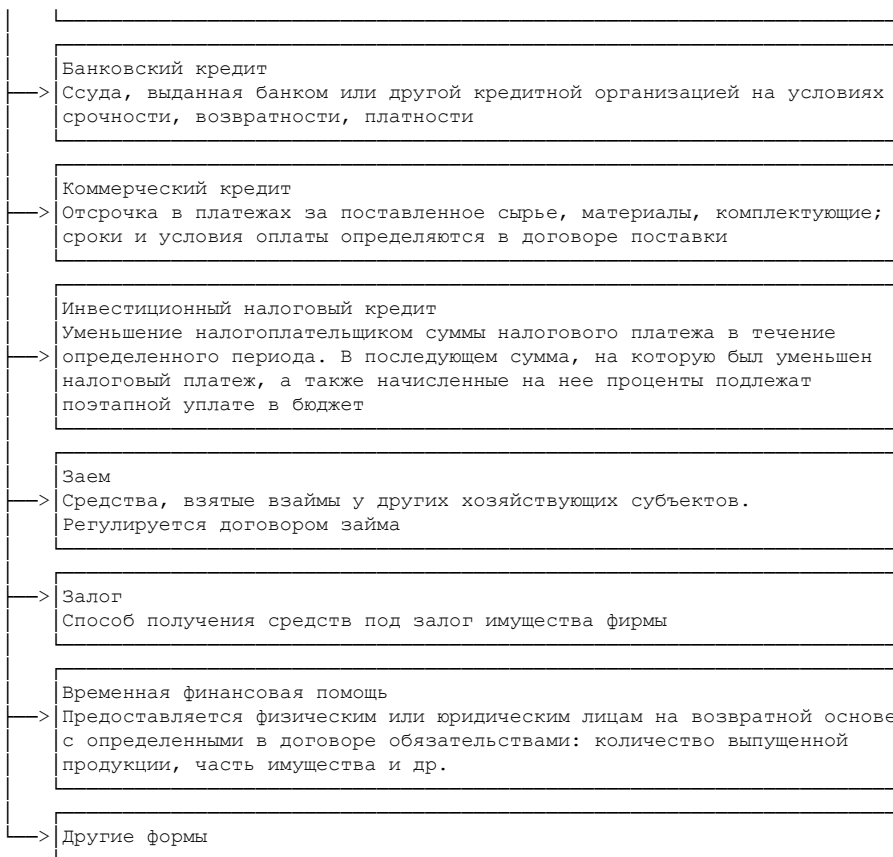 Банковский кредит
Ссуда, выданная банком или другой кредитной организацией на условиях
срочности, возвратности, платности
Коммерческий кредит
Отсрочка в платежах за поставленное сырье, материалы, комплектующие;
сроки и условия оплаты определяются в договоре поставки
Инвестиционный налоговый кредит
Уменьшение налогоплательщиком суммы налогового платежа в течение
определенного периода. В последующем сумма, на которую был уменьшен
налоговый платеж, а также начисленные на нее проценты подлежат
поэтапной уплате в бюджет
Заем
Средства, взятые взаймы у других хозяйствующих субъектов.
Регулируется договором займа
Залог
Способ получения средств под залог имущества фирмы
Временная финансовая помощь
Предоставляется физическим или юридическим лицам на возвратной основе
с определенными в договоре обязательствами: количество выпущенной
продукции, часть имущества и др.
Другие формы